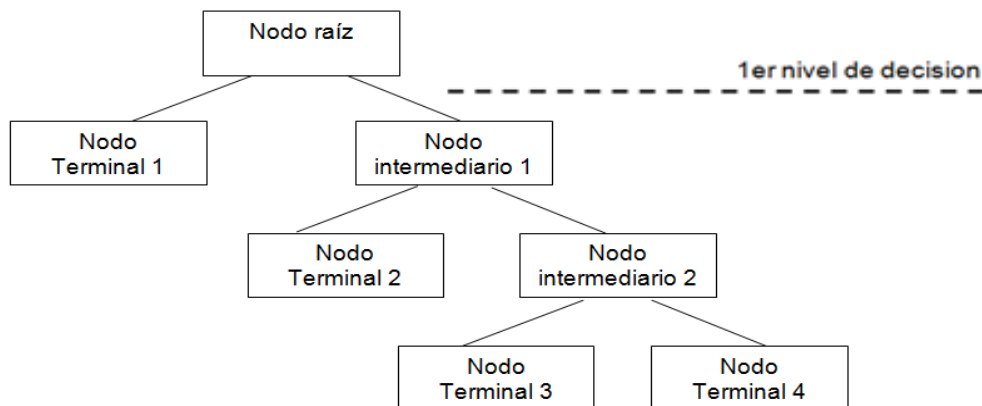 Nodo raíz
1er nivel de decision
Nodo
Terminal 1
Nodo
intermediario 1
Nodo
Terminal 2
Nodo
intermediario 2
Nodo
Terminal 3
Nodo
Terminal 4